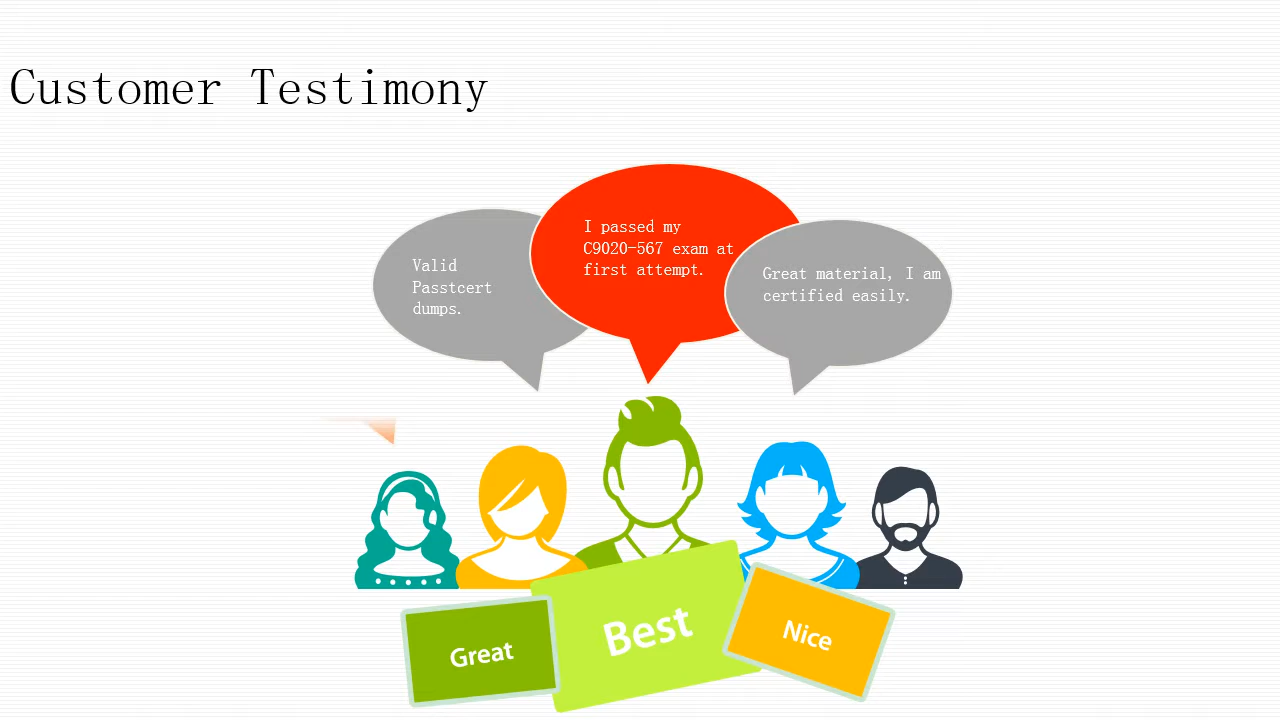 Customer Testimony
Valid
Passtcert
dumps.
I passed my
C9020-567 exam at
first attempt.
Great material, I am
certified easily.
Great
Best
Nice